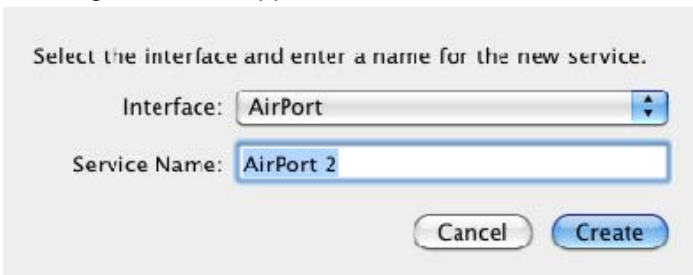 Select the interface and enter a name for the new service.
Interface: AirPort
Service Name: AirPort 2
Cancel Create